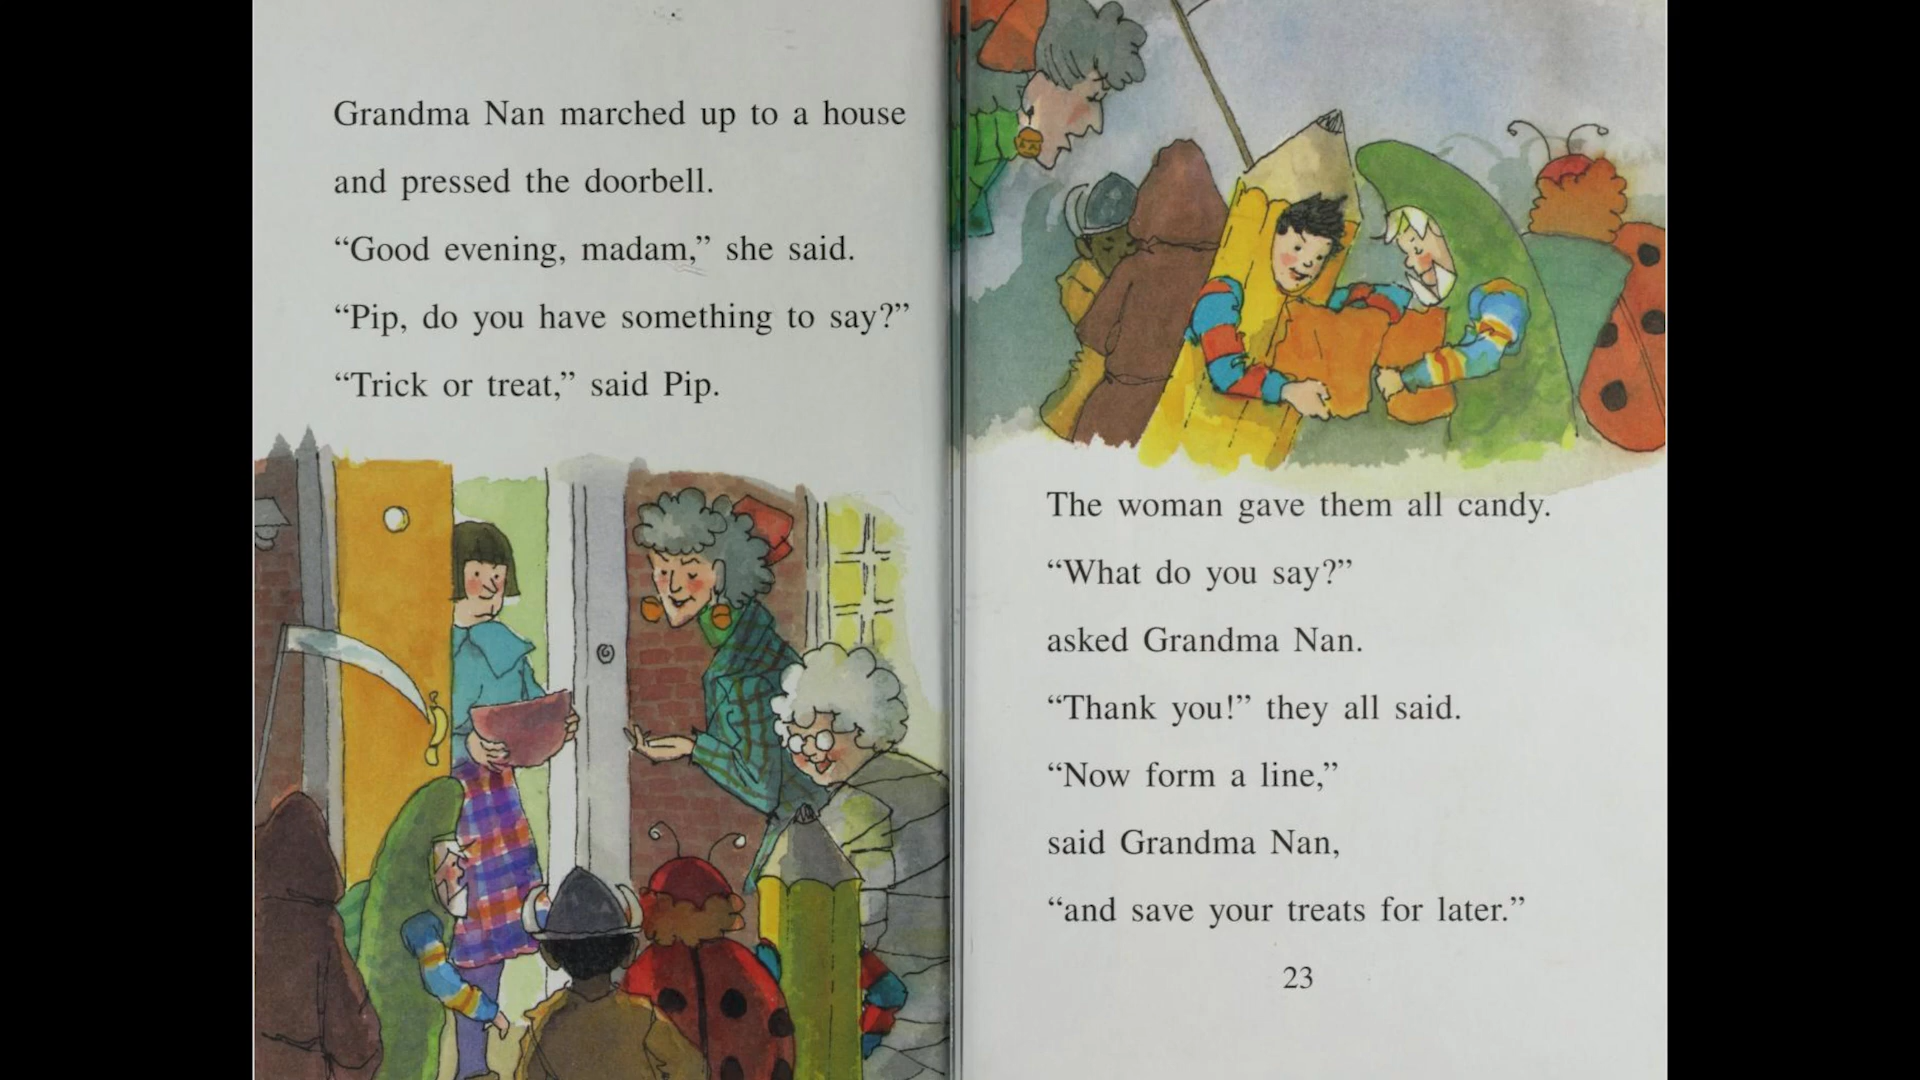 Grandma Nan marched up to a house
and pressed the doorbell.
“Good evening, madam,” she said.
“Pip, do you have something to say?”
“Trick or treat,” said Pip.
The woman gave them all candy.
“What do you say?”
asked Grandma Nan.
“Thank you!” they all said.
“Now form a line,”
said Grandma Nan,
“and save your treats for later.”
23